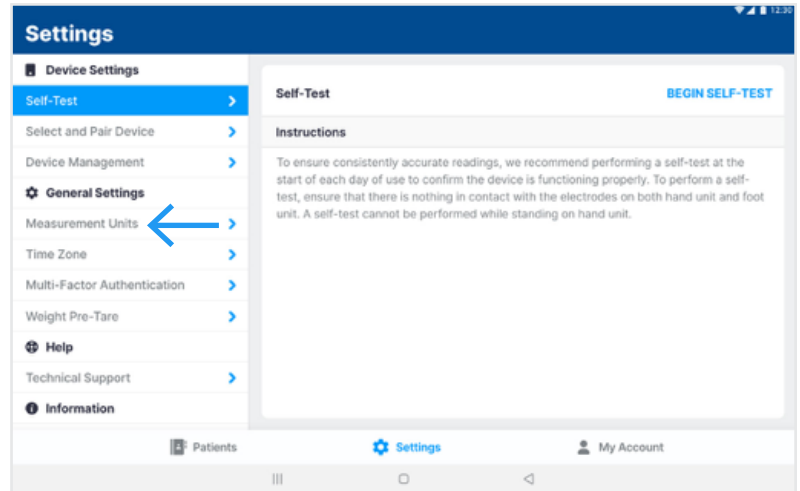 12:30
Settings
Device Settings
Self-Test
Select and Pair Device
Device Management
General Settings
Measurement Units
Time Zone
Multi-Factor Authentication
Weight Pre-Tare
Help
Technical Support
Information
Self-Test
BEGIN SELF-TEST
Instructions
To ensure consistently accurate readings, we recommend performing a self-test at the
start of each day of use to confirm the device is functioning properly. To perform a self-
test, ensure that there is nothing in contact with the electrodes on both hand unit and foot
unit. A self-test cannot be performed while standing on hand unit.
Patients
Settings
My Account